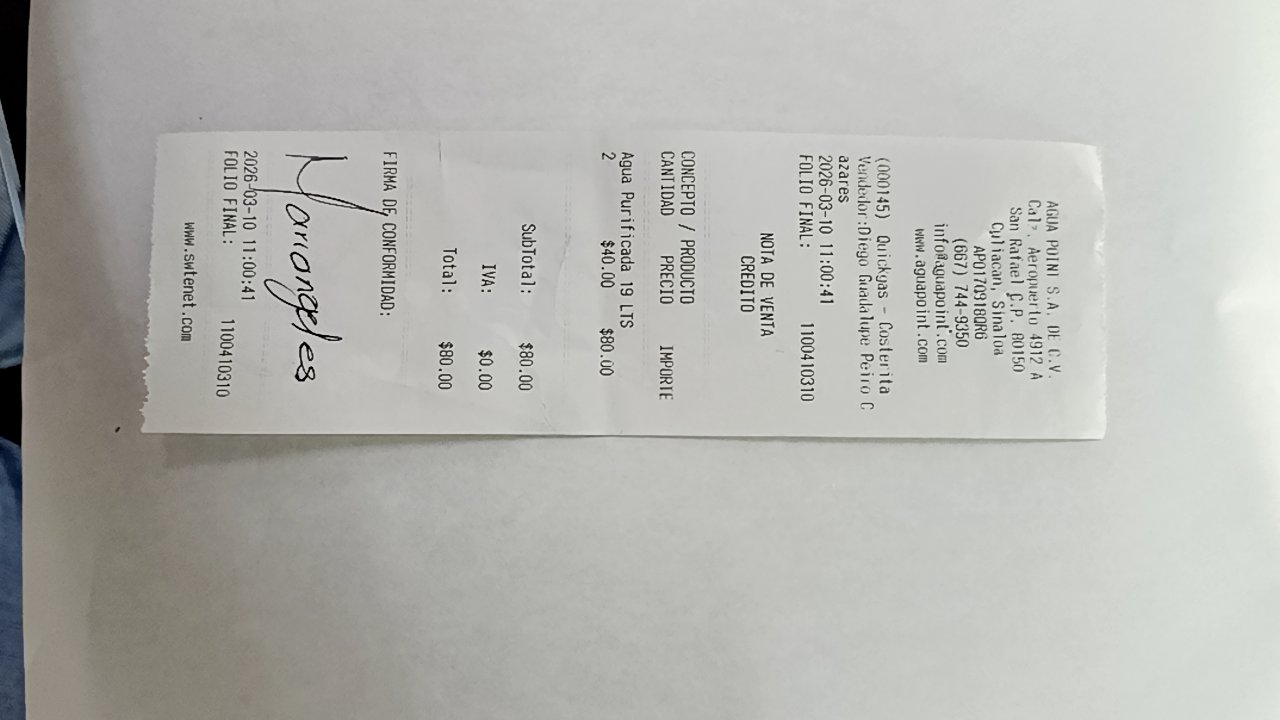 AGUA POINT S.A. DE C.V.
Calz. Aeropuerto 4912 A
San Rafael C.P. 80150
Culiacan, Sinaloa
APO170918QR6
(667) 744-9350
info@aguapoint.com
www.aguapoint.com
(000145) Quickgas - Costerita
Vendedor:Diego Guadalupe Peiro C
azares
2026-03-10 11:00:41
FOLIO FINAL: 1100410310
NOTA DE VENTA
CREDITO
CONCEPTO / PRODUCTO
CANTIDAD PRECIO IMPORTE
Agua Purificada 19 LTS
2 $40.00 $80.00
SubTotal: $80.00
IVA: $0.00
Total: $80.00
FIRMA DE CONFORMIDAD:
Mariangeles
2026-03-10 11:00:41
FOLIO FINAL: 1100410310
www.swtenet.com